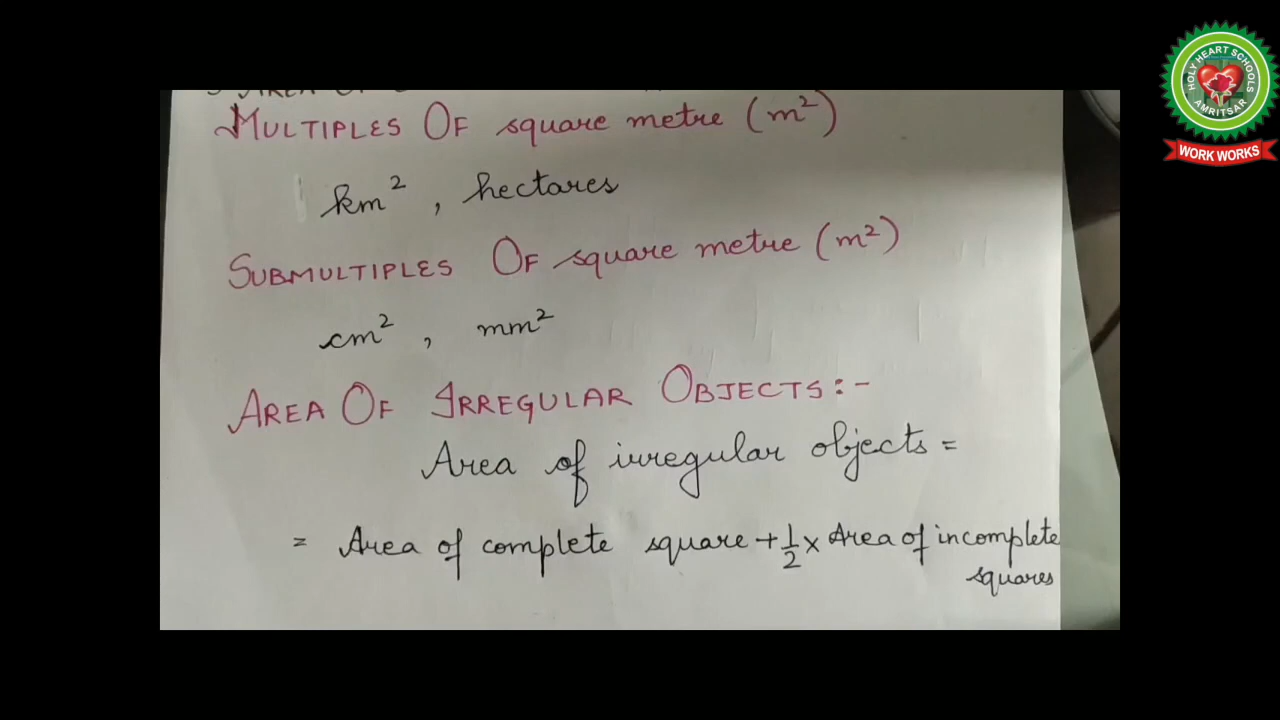 MULTIPLES OF square metre (m²)
km² , hectares
SUBMULTIPLES OF square metre (m²)
cm² , mm²
AREA OF IRREGULAR OBJECTS:-
Area of irregular objects =
= Area of complete square + 1/2 × Area of incomplete
squares
HOLY HEART SCHOOLS
AMRITSAR
WORK WORKS